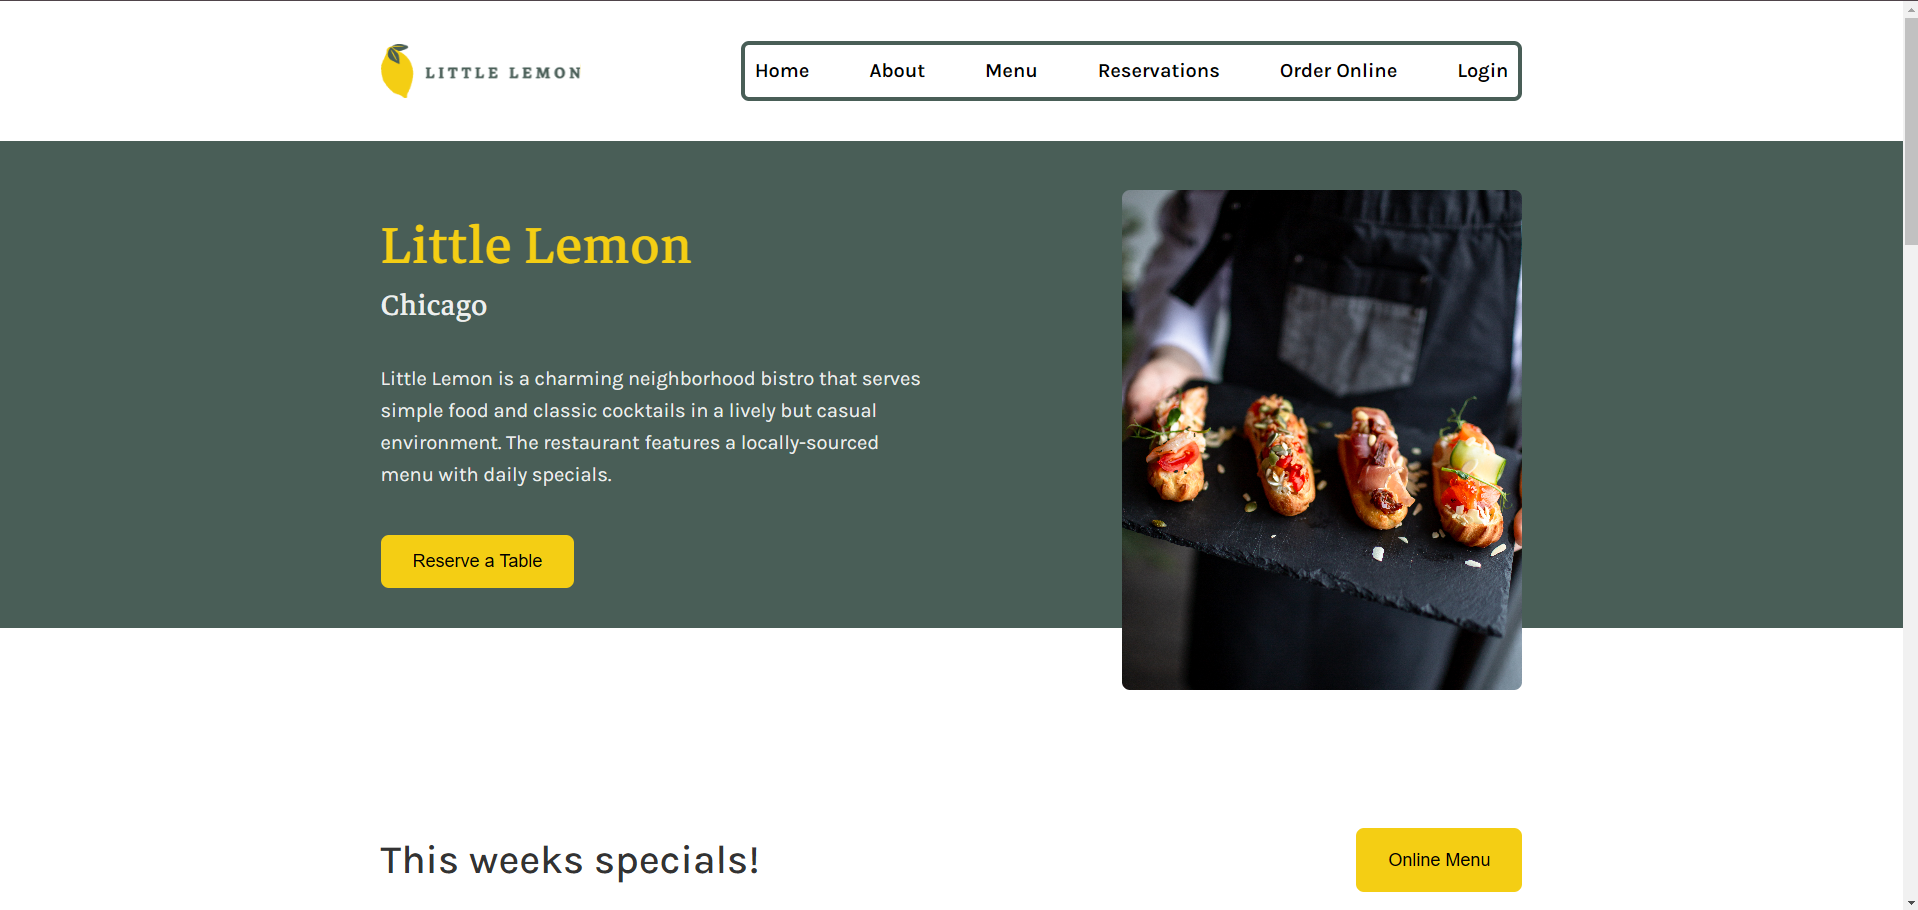 LITTLE LEMON
Home About Menu Reservations Order Online Login
Little Lemon
Chicago
Little Lemon is a charming neighborhood bistro that serves
simple food and classic cocktails in a lively but casual
environment. The restaurant features a locally-sourced
menu with daily specials.
Reserve a Table
This weeks specials!
Online Menu